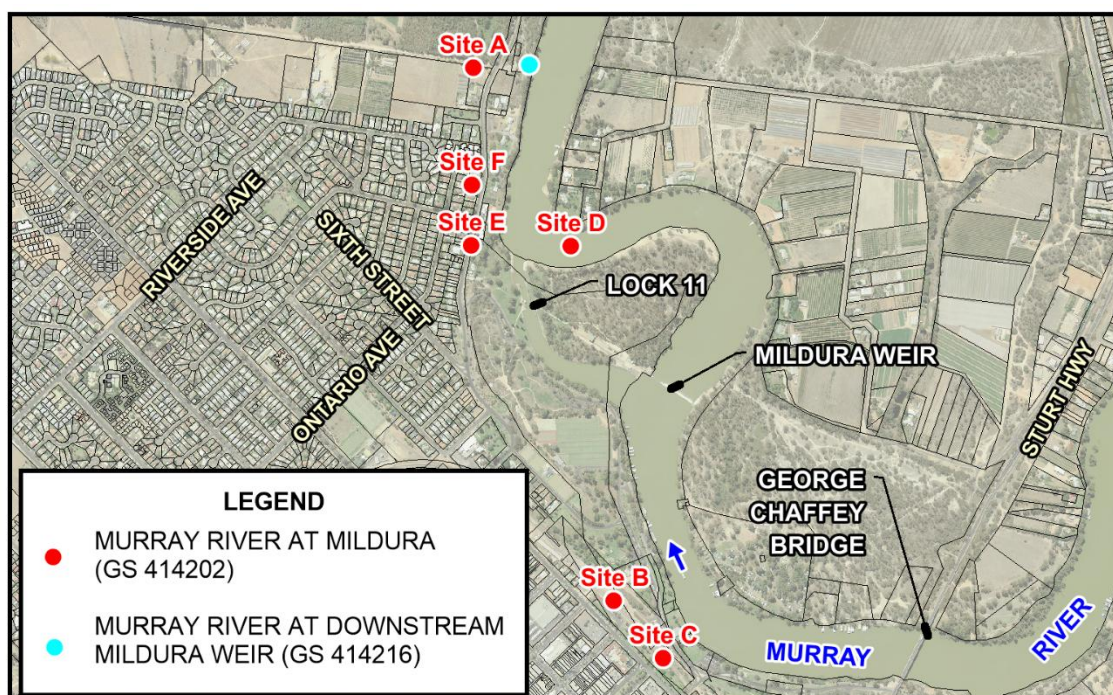 Site A
Site F
Site E
Site D
RIVERSIDE AVE
SIXTH STREET
ONTARIO AVE
LOCK 11
MILDURA WEIR
STURT HWY
GEORGE
CHAFFEY
BRIDGE
Site B
Site C
MURRAY
RIVER
LEGEND
MURRAY RIVER AT MILDURA
(GS 414202)
MURRAY RIVER AT DOWNSTREAM
MILDURA WEIR (GS 414216)